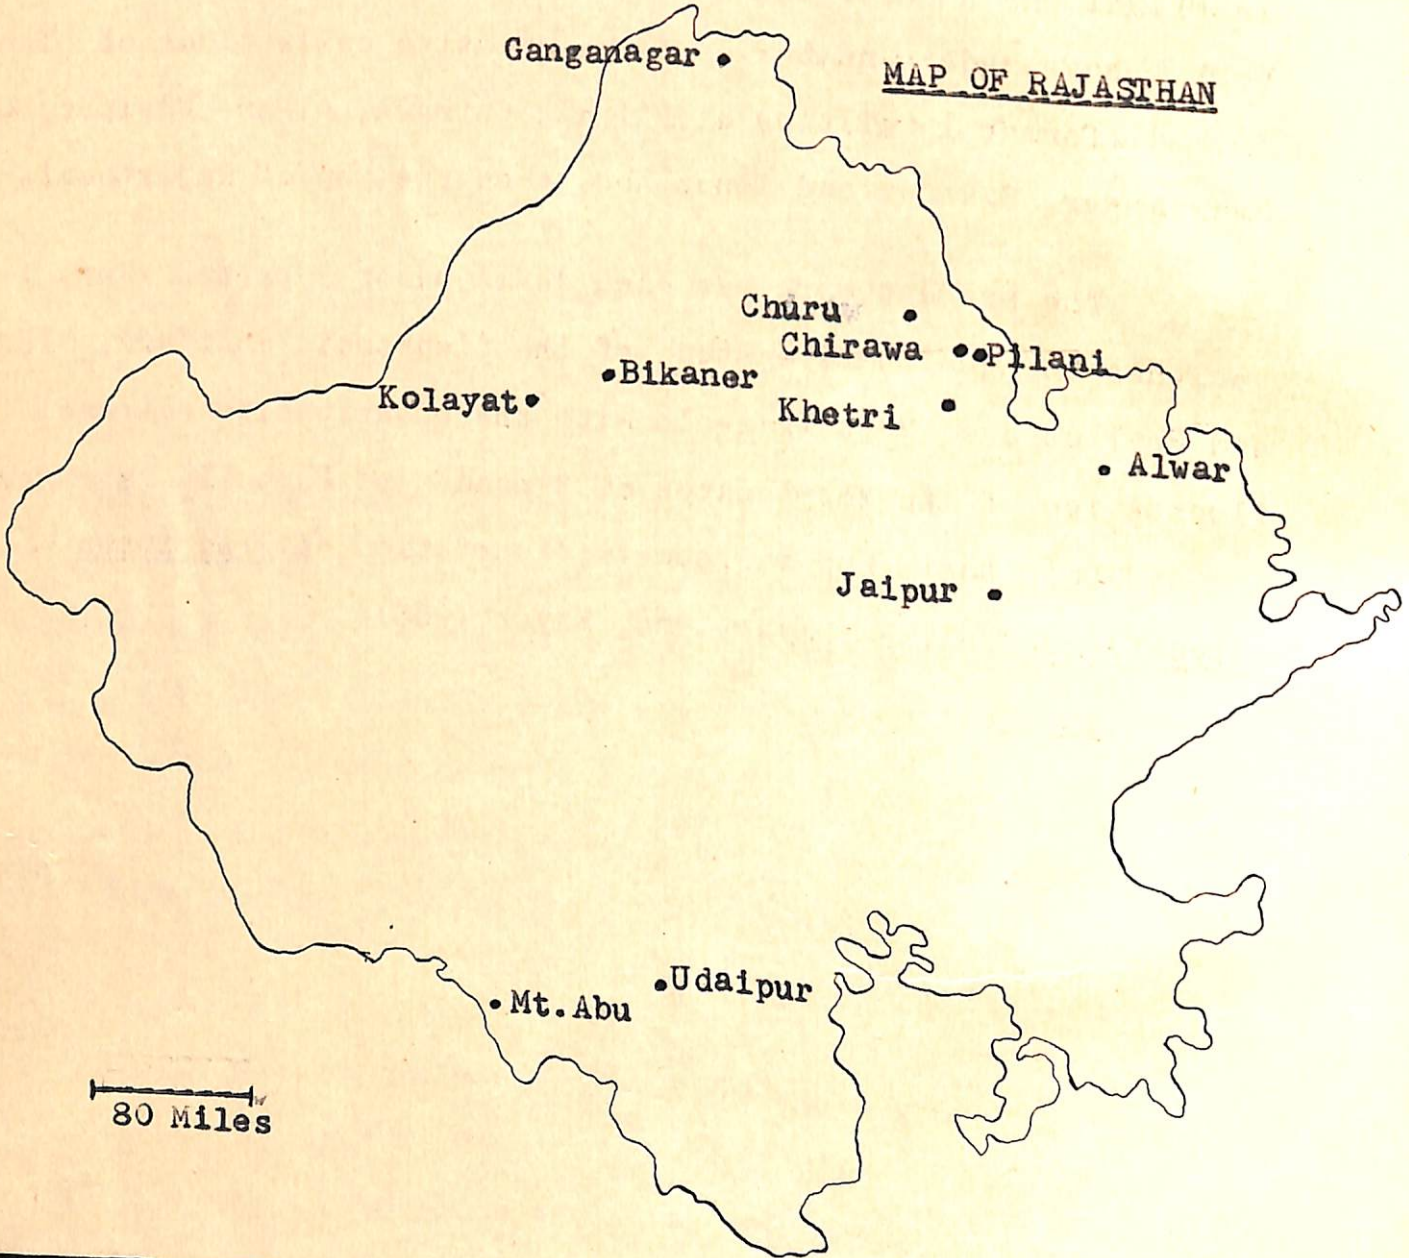 Ganganagar
MAP OF RAJASTHAN
Churu
Chirawa
Pilani
Bikaner
Kolayat
Khetri
Alwar
Jaipur
Udaipur
Mt. Abu
80 Miles